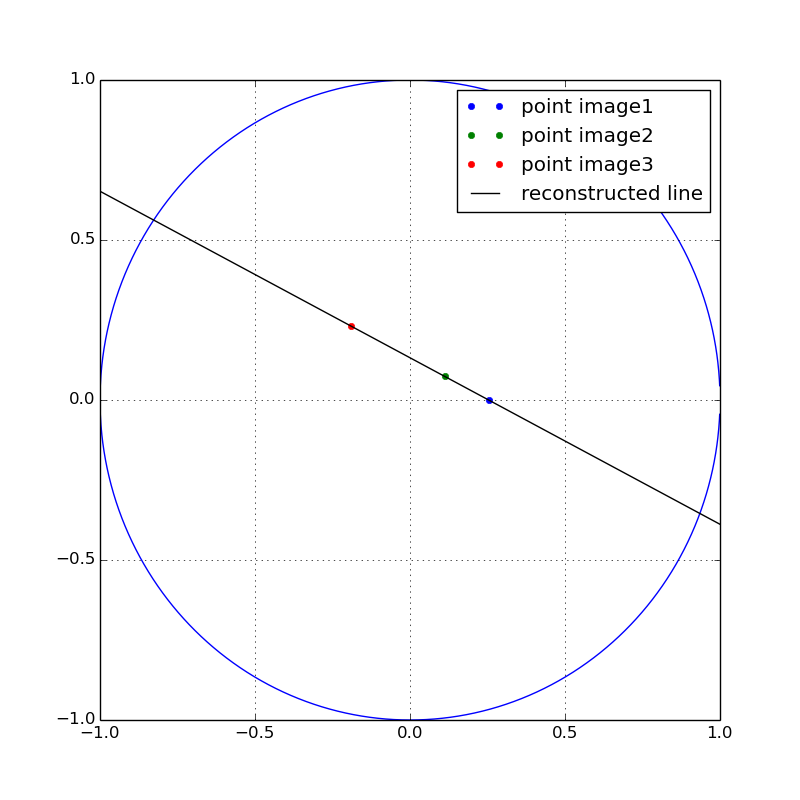 point image1
point image2
point image3
reconstructed line
1.0
0.5
0.0
−0.5
−1.0
−1.0 −0.5 0.0 0.5 1.0